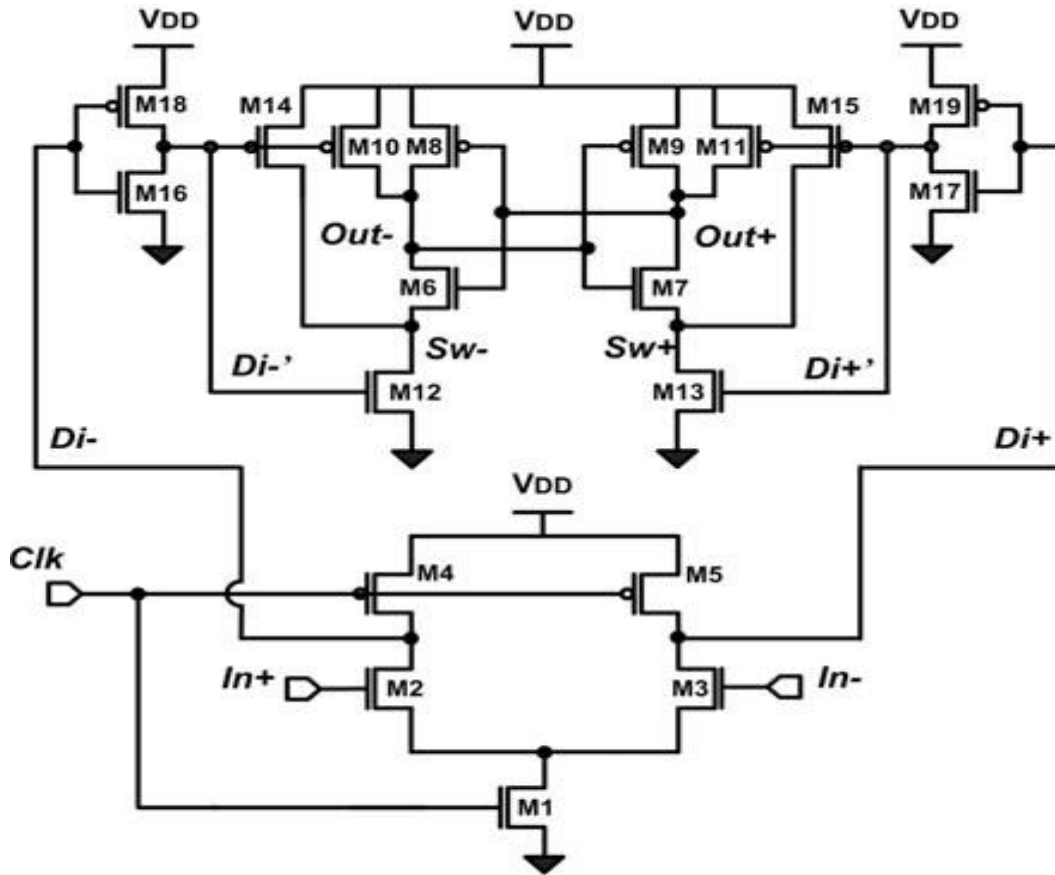 VDD VDD VDD
M14 M15
M18 M19
M10 M8 M9 M11
M16 M17
Out- Out+
M6 M7
Sw- Sw+
Di-’ Di+’
M12 M13
Di- Di+
VDD
Clk
M4 M5
In+ M2 M3 In-
M1